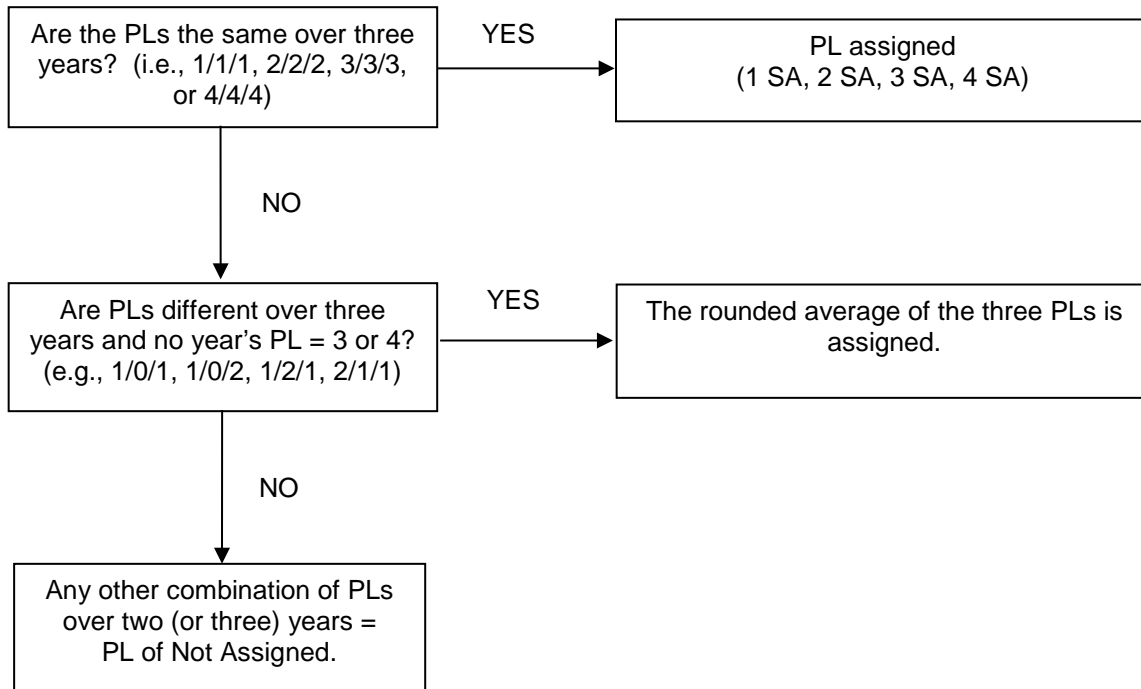 Are the PLs the same over three
years?  (i.e., 1/1/1, 2/2/2, 3/3/3,
or 4/4/4)
YES
PL assigned
(1 SA, 2 SA, 3 SA, 4 SA)
NO
Are PLs different over three
years and no year’s PL = 3 or 4?
(e.g., 1/0/1, 1/0/2, 1/2/1, 2/1/1)
YES
The rounded average of the three PLs is
assigned.
NO
Any other combination of PLs
over two (or three) years =
PL of Not Assigned.